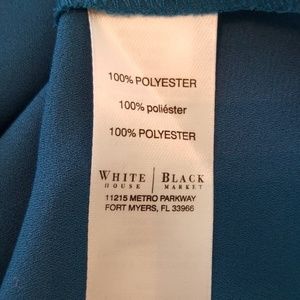 100% POLYESTER
100% poliéster
100% POLYESTER
WHITE | BLACK
HOUSE | MARKET
11215 METRO PARKWAY
FORT MYERS, FL 33966